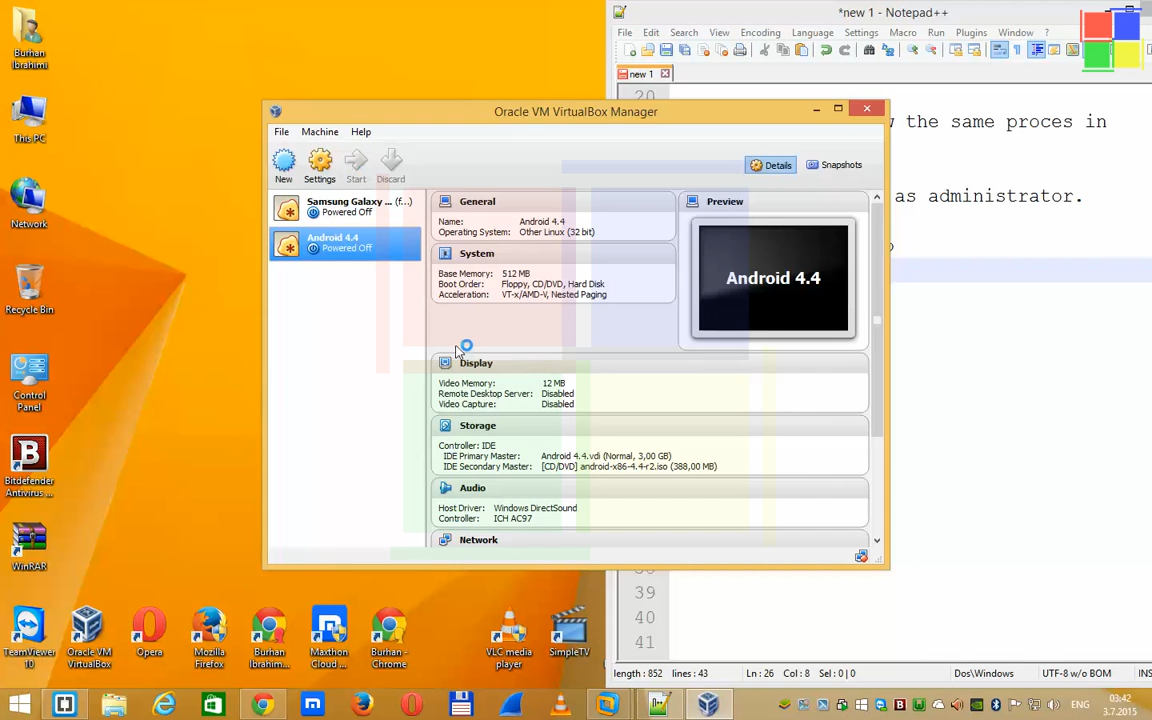 Burhan
Ibrahimi
This PC
Network
Recycle Bin
Control
Panel
Bitdefender
Antivirus ...
WinRAR
TeamViewer
10
Oracle VM
VirtualBox
Opera
Mozilla
Firefox
Burhan
Ibrahim...
Maxthon
Cloud ...
Burhan -
Chrome
VLC media
player
SimpleTV
*new 1 - Notepad++
File Edit Search View Encoding Language Settings Macro Run Plugins Window ?
new 1
20
w the same proces in
as administrator.
39
40
41
length : 852 lines : 43 Ln : 26 Col : 8 Sel : 0 Dos\Windows UTF-8 w/o BOM INS
Oracle VM VirtualBox Manager
File Machine Help
New Settings Start Discard
Details Snapshots
Samsung Galaxy ... (f...)
Powered Off
Android 4.4
Powered Off
General
Name: Android 4.4
Operating System: Other Linux (32 bit)
System
Base Memory: 512 MB
Boot Order: Floppy, CD/DVD, Hard Disk
Acceleration: VT-x/AMD-V, Nested Paging
Preview
Android 4.4
Display
Video Memory: 12 MB
Remote Desktop Server: Disabled
Video Capture: Disabled
Storage
Controller: IDE
IDE Primary Master: Android 4.4.vdi (Normal, 3,00 GB)
IDE Secondary Master: [CD/DVD] android-x86-4.4-r2.iso (388,00 MB)
Audio
Host Driver: Windows DirectSound
Controller: ICH AC97
Network
ENG
03:42
3.7.2015